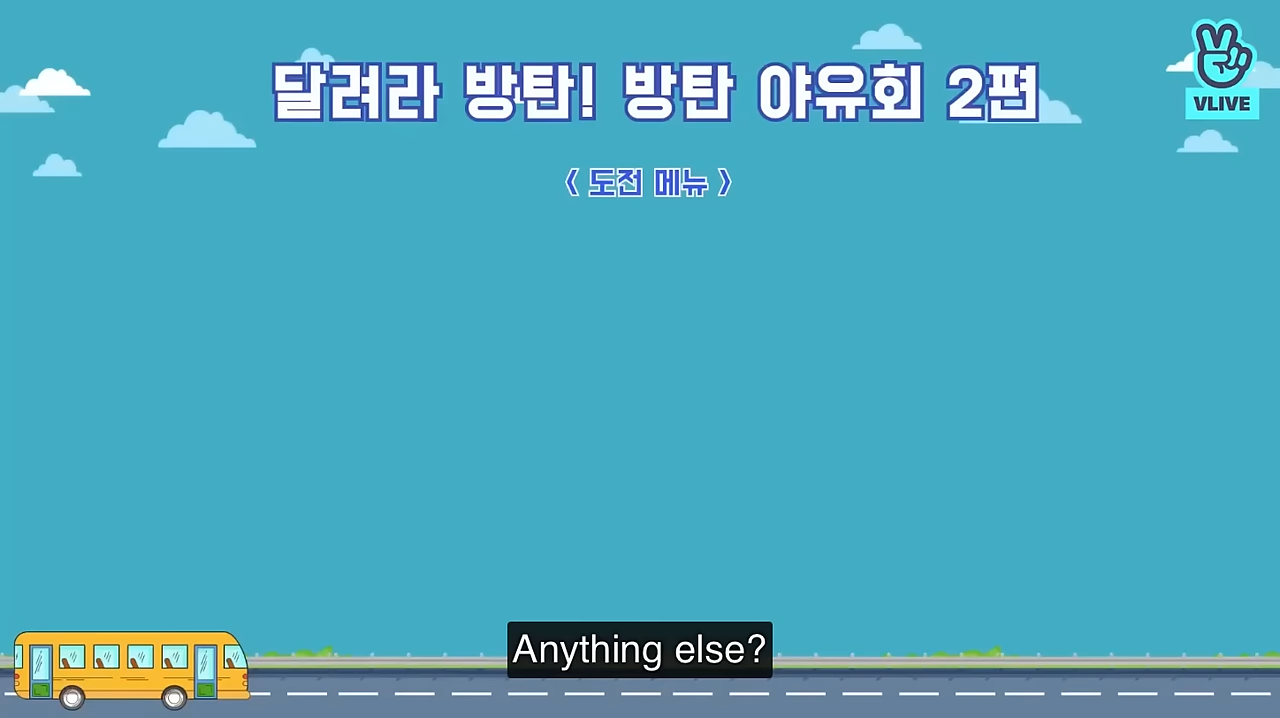 달려라 방탄! 방탄 야유회 2편
VLIVE
〈 도전 메뉴 〉
Anything else?